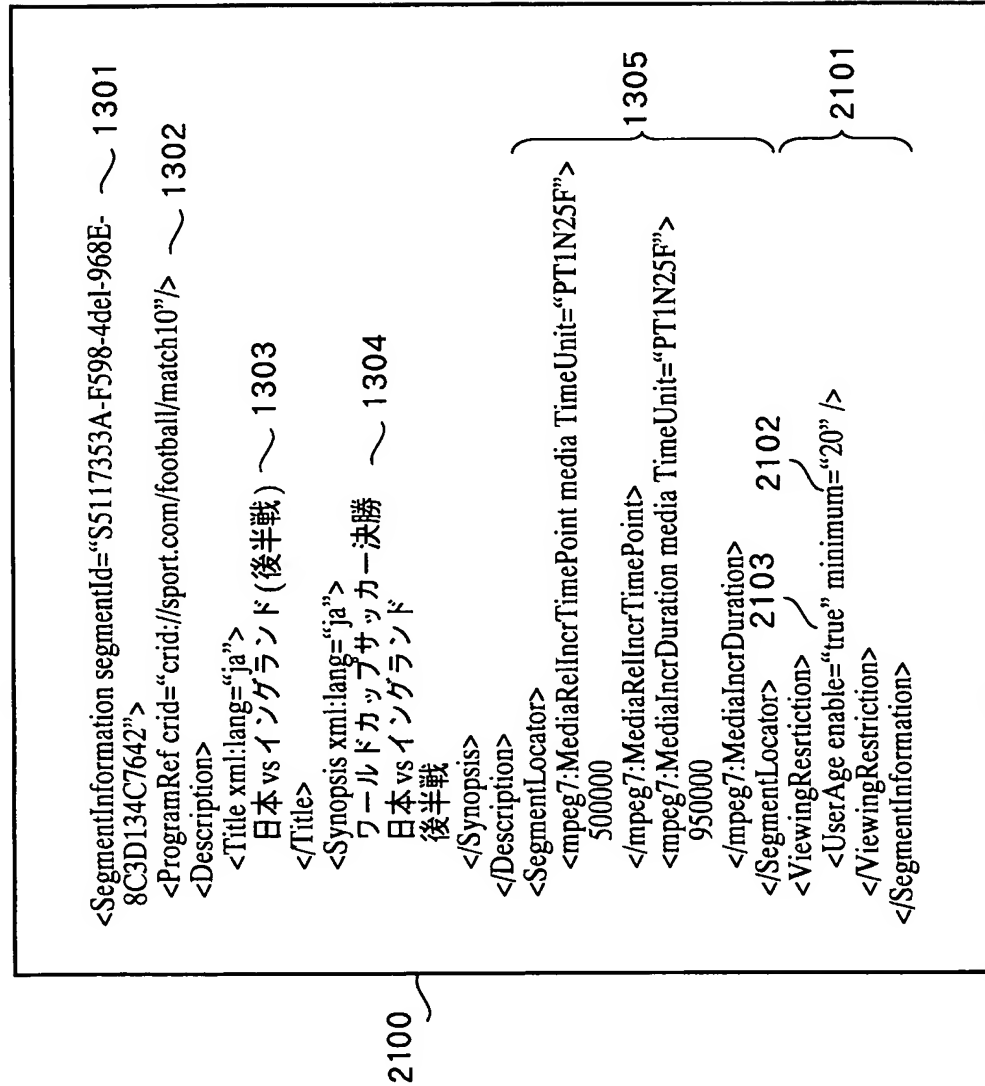 <SegmentInformation segmentId=“S5117353A-F598-4del-968E- 1301
8C3D134C7642”>
<ProgramRef crid=“crid://sport.com/football/match10”/> 1302
<Description>
<Title xml:lang=“ja”>
日本 vs イングランド (後半戦) 1303
</Title>
<Synopsis xml:lang=“ja”>
ワールドカップサッカー決勝 1304
日本 vs イングランド
後半戦
</Synopsis>
</Description>
<SegmentLocator>
<mpeg7:MediaRelIncrTimePoint media TimeUnit=“PT1N25F”>
500000
</mpeg7:MediaRelIncrTimePoint>
<mpeg7:MediaIncrDuration media TimeUnit=“PT1N25F”>
950000
</mpeg7:MediaIncrDuration>
</SegmentLocator>
<ViewingResrtiction>
<UserAge enable=“true” minimum=“20” />
</ViewingRestriction>
</SegmentInformation>
1305
2101
2102
2103
2100